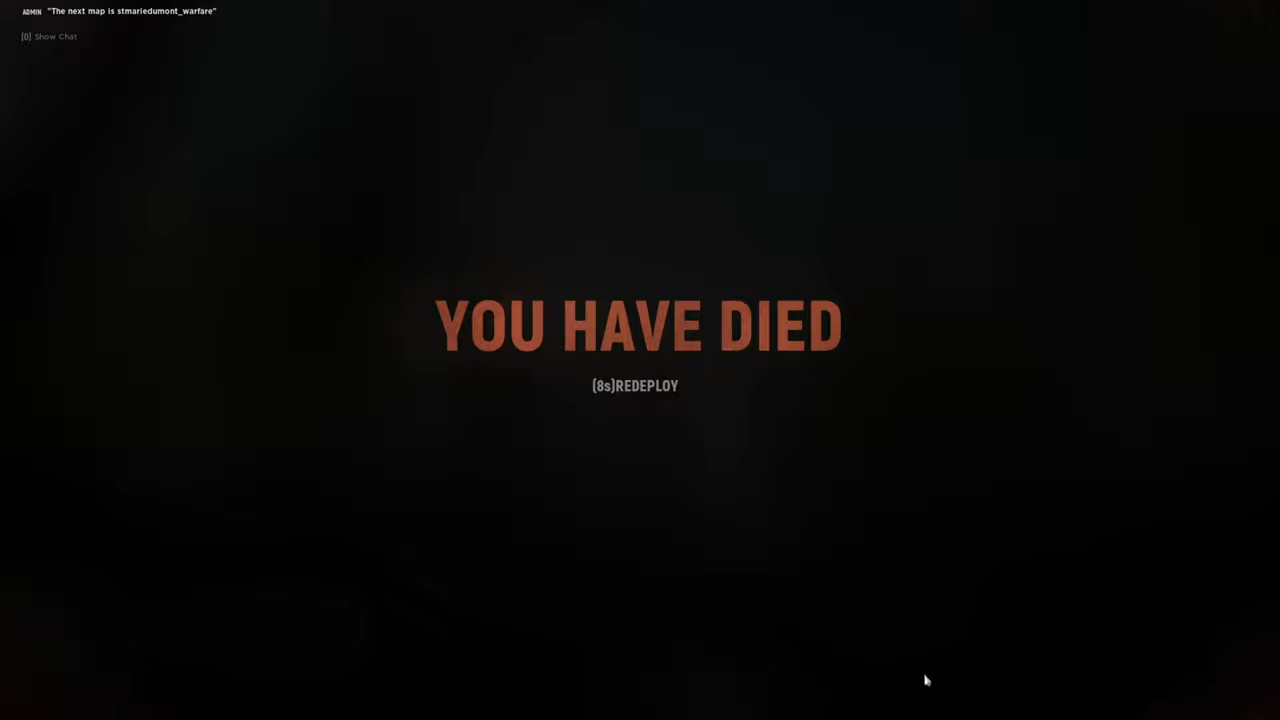 ADMIN "The next map is stmariedumont_warfare"
[0] Show Chat
YOU HAVE DIED
(8s)REDEPLOY